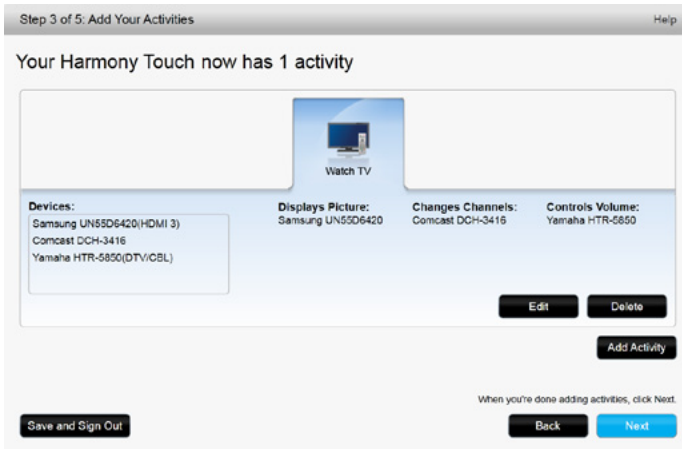 Step 3 of 5: Add Your Activities
Help
Your Harmony Touch now has 1 activity
Watch TV
Devices:
Samsung UN55D6420(HDMI 3)
Comcast DCH-3416
Yamaha HTR-5850(DTV/CBL)
Displays Picture:
Samsung UN55D6420
Changes Channels:
Comcast DCH-3416
Controls Volume:
Yamaha HTR-5850
Edit
Delete
Add Activity
When you're done adding activities, click Next.
Save and Sign Out
Back
Next